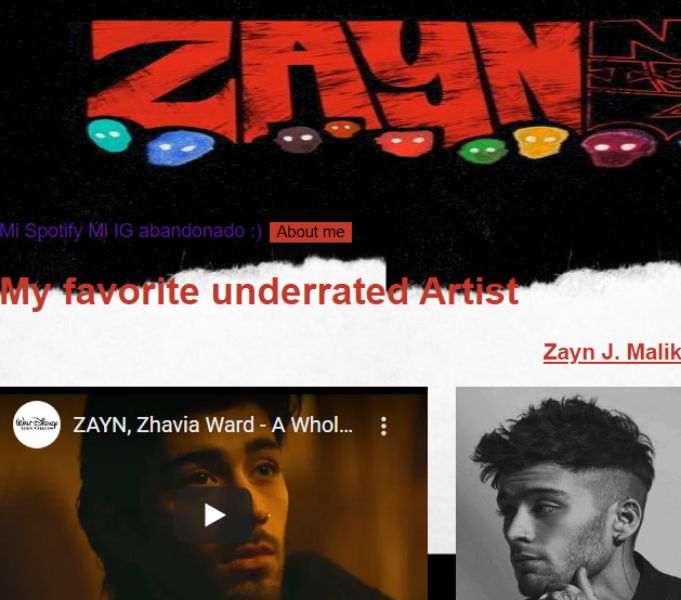 ZAYN
Mi Spotify Mi IG abandonado :) About me
My favorite underrated Artist
Zayn J. Malik
Walt Disney
RECORDS
ZAYN, Zhavia Ward - A Whol...